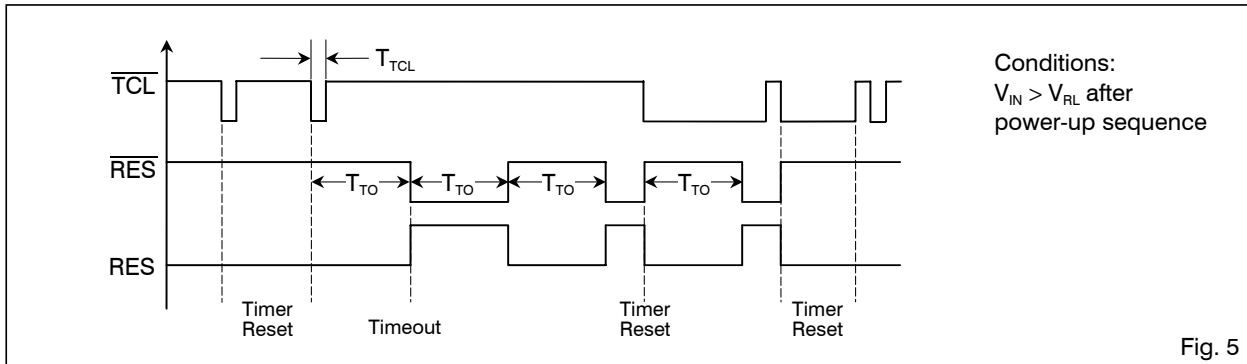 T_TCL
TCL
Conditions:
V_IN > V_RL after
power-up sequence
RES
T_TO T_TO T_TO T_TO
RES
Timer
Reset
Timeout
Timer
Reset
Timer
Reset
Fig. 5